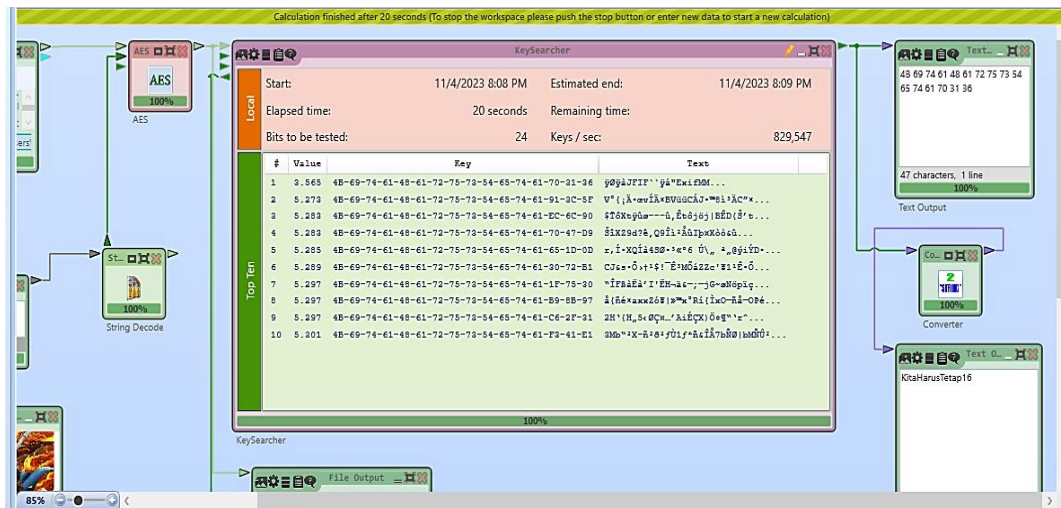 Calculation finished after 20 seconds (To stop the workspace please push the stop button or enter new data to start a new calculation)
AES
AES
100%
AES
KeySearcher
Local
Start: 11/4/2023 8:08 PM Estimated end: 11/4/2023 8:09 PM
Elapsed time: 20 seconds Remaining time:
Bits to be tested: 24 Keys / sec: 829,547
Top Ten
# Value Key Text
1 3.565 4B-69-74-61-48-61-72-75-73-54-65-74-61-70-31-36
2 5.273 4B-69-74-61-48-61-72-75-73-54-65-74-61-91-3C-5F
3 5.283 4B-69-74-61-48-61-72-75-73-54-65-74-61-EC-6C-90
4 5.283 4B-69-74-61-48-61-72-75-73-54-65-74-61-70-47-D9
5 5.285 4B-69-74-61-48-61-72-75-73-54-65-74-61-65-1D-0D
6 5.289 4B-69-74-61-48-61-72-75-73-54-65-74-61-30-72-B1
7 5.297 4B-69-74-61-48-61-72-75-73-54-65-74-61-1F-75-30
8 5.297 4B-69-74-61-48-61-72-75-73-54-65-74-61-B9-8B-97
9 5.297 4B-69-74-61-48-61-72-75-73-54-65-74-61-C6-2F-31
10 5.301 4B-69-74-61-48-61-72-75-73-54-65-74-61-F3-41-E1
100%
KeySearcher
Text...
4B 69 74 61 48 61 72 75 73 54
65 74 61 70 31 36
47 characters, 1 line
100%
Text Output
St...
100%
String Decode
Co...
100%
Converter
Text O...
KitaHarusTetap16
File Output
85%